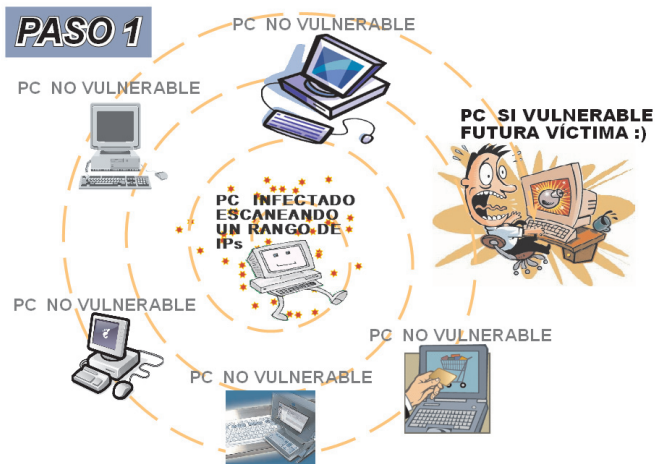 PASO 1
PC NO VULNERABLE
PC NO VULNERABLE
PC SI VULNERABLE
FUTURA VÍCTIMA :)
PC INFECTADO
ESCANEANDO
UN RANGO DE
IPs
PC NO VULNERABLE
PC NO VULNERABLE
PC NO VULNERABLE